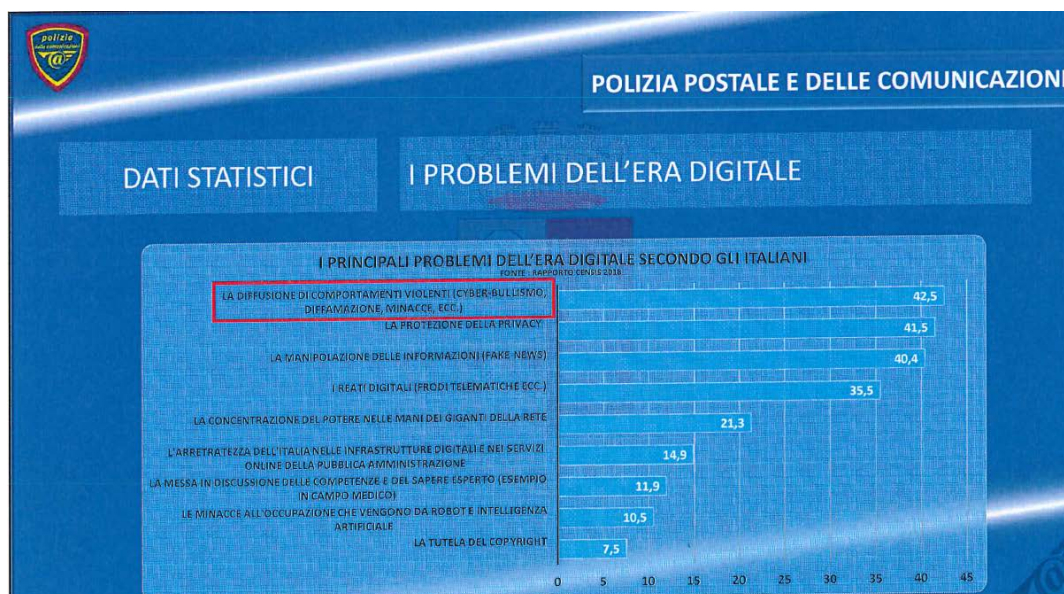 polizia
delle comunicazioni
@
POLIZIA POSTALE E DELLE COMUNICAZIONI
DATI STATISTICI
I PROBLEMI DELL'ERA DIGITALE
I PRINCIPALI PROBLEMI DELL'ERA DIGITALE SECONDO GLI ITALIANI
FONTE: RAPPORTO CENSIS 2018
LA DIFFUSIONE DI COMPORTAMENTI VIOLENTI (CYBER-BULLISMO,
DIFFAMAZIONE, MINACCE, ECC.)
42,5
LA PROTEZIONE DELLA PRIVACY
41,5
LA MANIPOLAZIONE DELLE INFORMAZIONI (FAKE NEWS)
40,4
I REATI DIGITALI (FRODI TELEMATICHE ECC.)
35,5
LA CONCENTRAZIONE DEL POTERE NELLE MANI DEI GIGANTI DELLA RETE
21,3
L'ARRETRATEZZA DELL'ITALIA NELLE INFRASTRUTTURE DIGITALI E NEI SERVIZI
ONLINE DELLA PUBBLICA AMMINISTRAZIONE
14,9
LA MESSA IN DISCUSSIONE DELLE COMPETENZE E DEL SAPERE ESPERTO (ESEMPIO
IN CAMPO MEDICO)
11,9
LE MINACCE ALL'OCCUPAZIONE CHE VENGONO DA ROBOT E INTELLIGENZA
ARTIFICIALE
10,5
LA TUTELA DEL COPYRIGHT
7,5
0 5 10 15 20 25 30 35 40 45